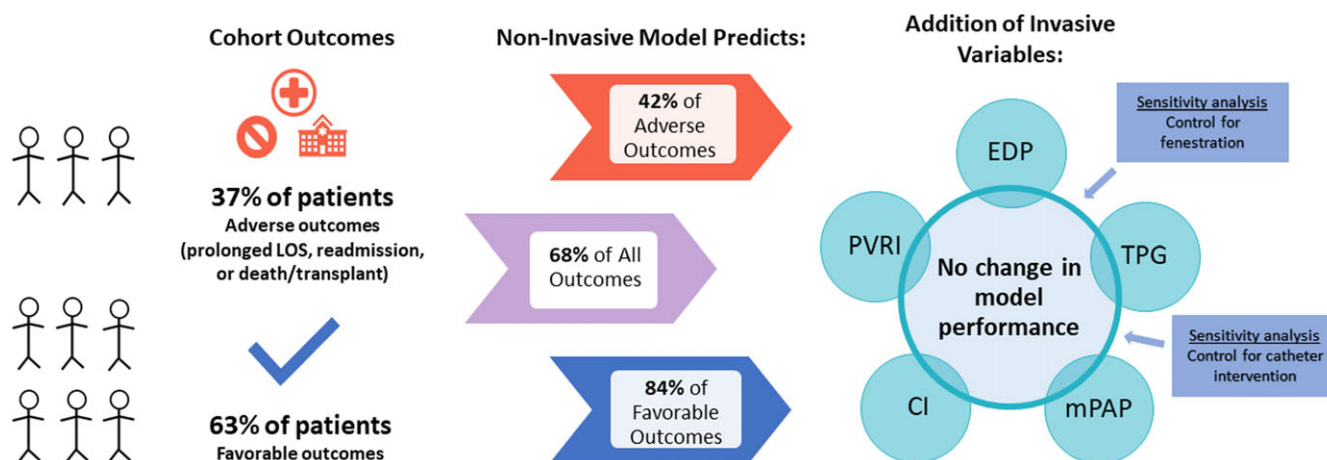 Cohort Outcomes
37% of patients
Adverse outcomes
(prolonged LOS, readmission,
or death/transplant)
63% of patients
Favorable outcomes
Non-Invasive Model Predicts:
42% of
Adverse
Outcomes
68% of All
Outcomes
84% of
Favorable
Outcomes
Addition of Invasive
Variables:
EDP
PVRI
TPG
CI
mPAP
No change in
model
performance
Sensitivity analysis
Control for
fenestration
Sensitivity analysis
Control for catheter
intervention